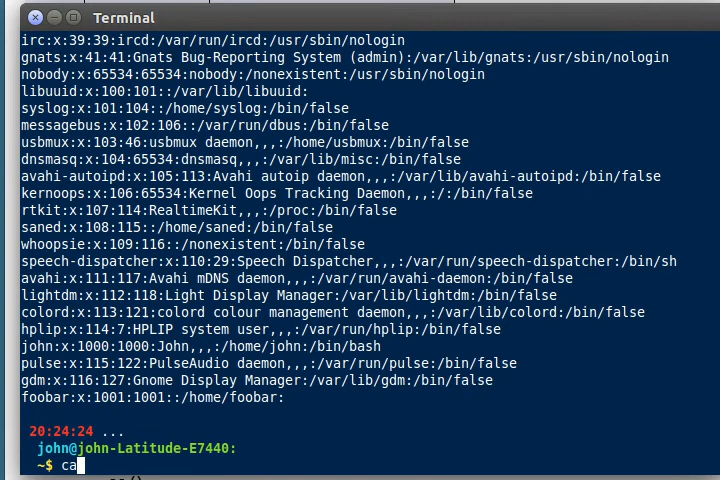 Terminal
irc:x:39:39:ircd:/var/run/ircd:/usr/sbin/nologin
gnats:x:41:41:Gnats Bug-Reporting System (admin):/var/lib/gnats:/usr/sbin/nologin
nobody:x:65534:65534:nobody:/nonexistent:/usr/sbin/nologin
libuuid:x:100:101::/var/lib/libuuid:
syslog:x:101:104::/home/syslog:/bin/false
messagebus:x:102:106::/var/run/dbus:/bin/false
usbmux:x:103:46:usbmux daemon,,,:/home/usbmux:/bin/false
dnsmasq:x:104:65534:dnsmasq,,,:/var/lib/misc:/bin/false
avahi-autoipd:x:105:113:Avahi autoip daemon,,,:/var/lib/avahi-autoipd:/bin/false
kernoops:x:106:65534:Kernel Oops Tracking Daemon,,,:/:/bin/false
rtkit:x:107:114:RealtimeKit,,,:/proc:/bin/false
saned:x:108:115::/home/saned:/bin/false
whoopsie:x:109:116::/nonexistent:/bin/false
speech-dispatcher:x:110:29:Speech Dispatcher,,,:/var/run/speech-dispatcher:/bin/sh
avahi:x:111:117:Avahi mDNS daemon,,,:/var/run/avahi-daemon:/bin/false
lightdm:x:112:118:Light Display Manager:/var/lib/lightdm:/bin/false
colord:x:113:121:colord colour management daemon,,,:/var/lib/colord:/bin/false
hplip:x:114:7:HPLIP system user,,,:/var/run/hplip:/bin/false
john:x:1000:1000:John,,,:/home/john:/bin/bash
pulse:x:115:122:PulseAudio daemon,,,:/var/run/pulse:/bin/false
gdm:x:116:127:Gnome Display Manager:/var/lib/gdm:/bin/false
foobar:x:1001:1001::/home/foobar:
20:24:24 ...
john@john-Latitude-E7440:
~$ ca